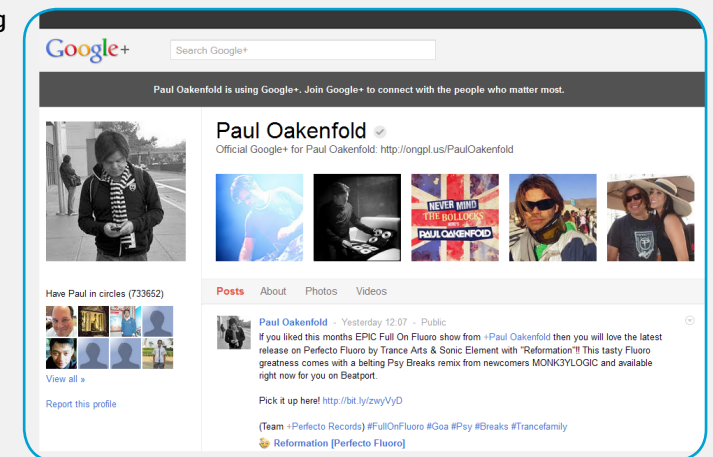 g
Google+
Search Google+
Paul Oakenfold is using Google+. Join Google+ to connect with the people who matter most.
Paul Oakenfold
Official Google+ for Paul Oakenfold: http://ongpl.us/PaulOakenfold
NEVER MIND
THE BOLLOCKS
HERE'S
PAUL OAKENFOLD
Have Paul in circles (733652)
View all »
Report this profile
Posts About Photos Videos
Paul Oakenfold - Yesterday 12:07 - Public
If you liked this months EPIC Full On Fluoro show from +Paul Oakenfold then you will love the latest
release on Perfecto Fluoro by Trance Arts & Sonic Element with "Reformation"!! This tasty Fluoro
greatness comes with a belting Psy Breaks remix from newcomers MONK3YLOGIC and available
right now for you on Beatport.
Pick it up here! http://bit.ly/zwyVyD
(Team +Perfecto Records) #FullOnFluoro #Goa #Psy #Breaks #Trancefamily
Reformation [Perfecto Fluoro]